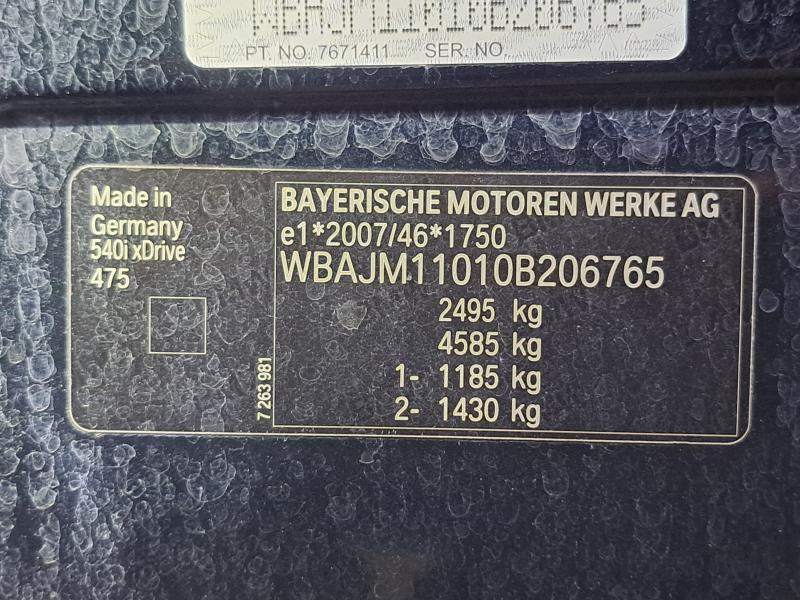 WBAJM11010B206765
PT. NO. 7671411 SER. NO.
Made in
Germany
540i xDrive
475
7 263 981
BAYERISCHE MOTOREN WERKE AG
e1*2007/46*1750
WBAJM11010B206765
2495 kg
4585 kg
1- 1185 kg
2- 1430 kg